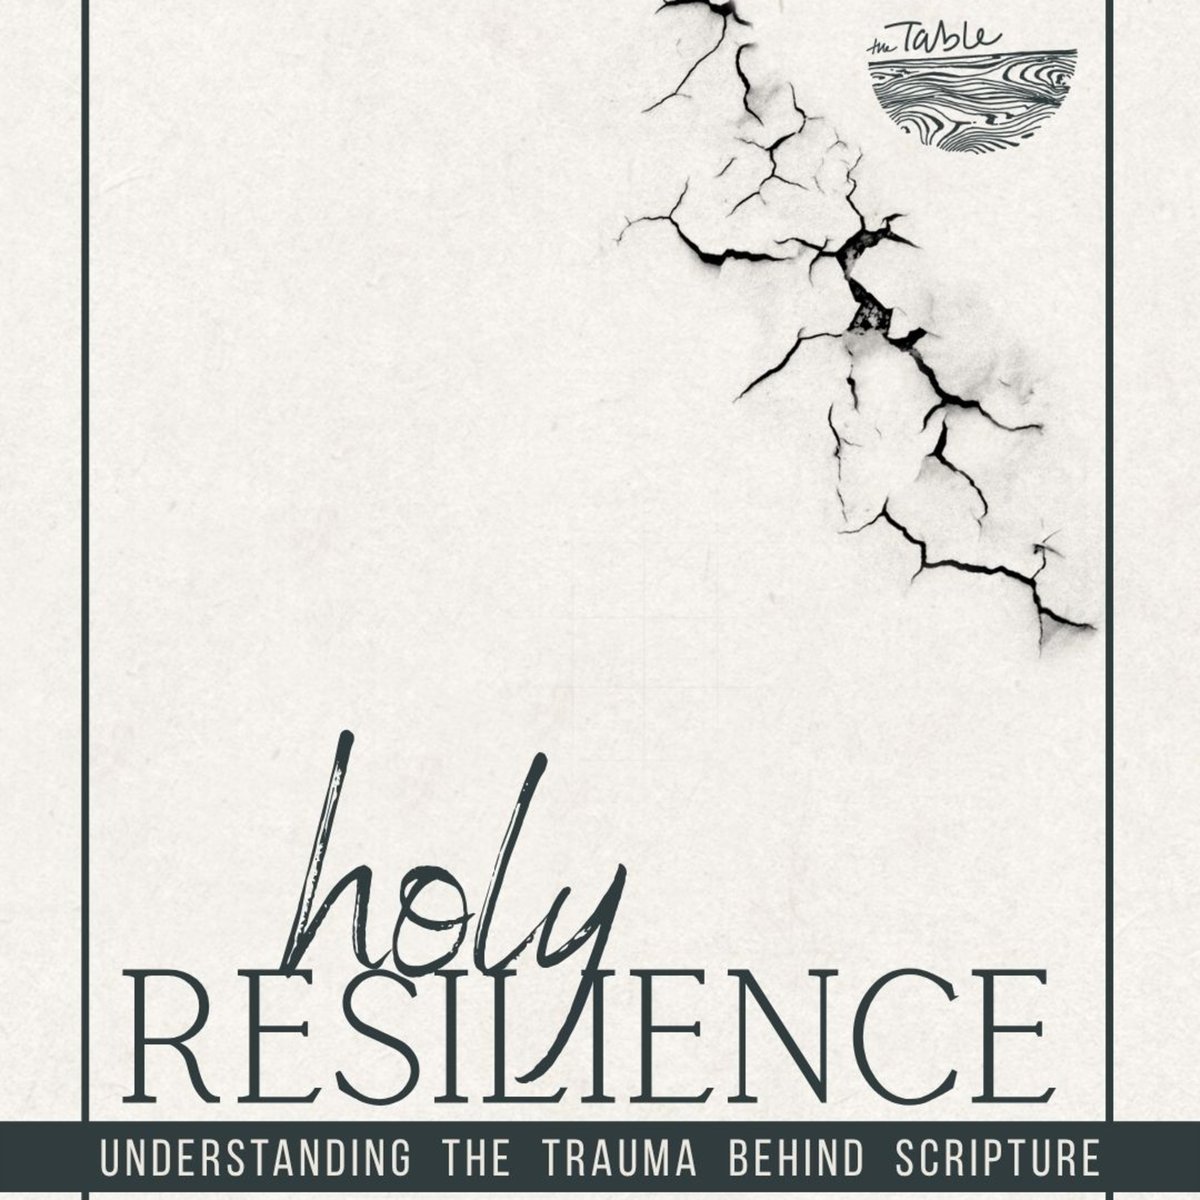 the Table
holy
RESILIENCE
UNDERSTANDING THE TRAUMA BEHIND SCRIPTURE